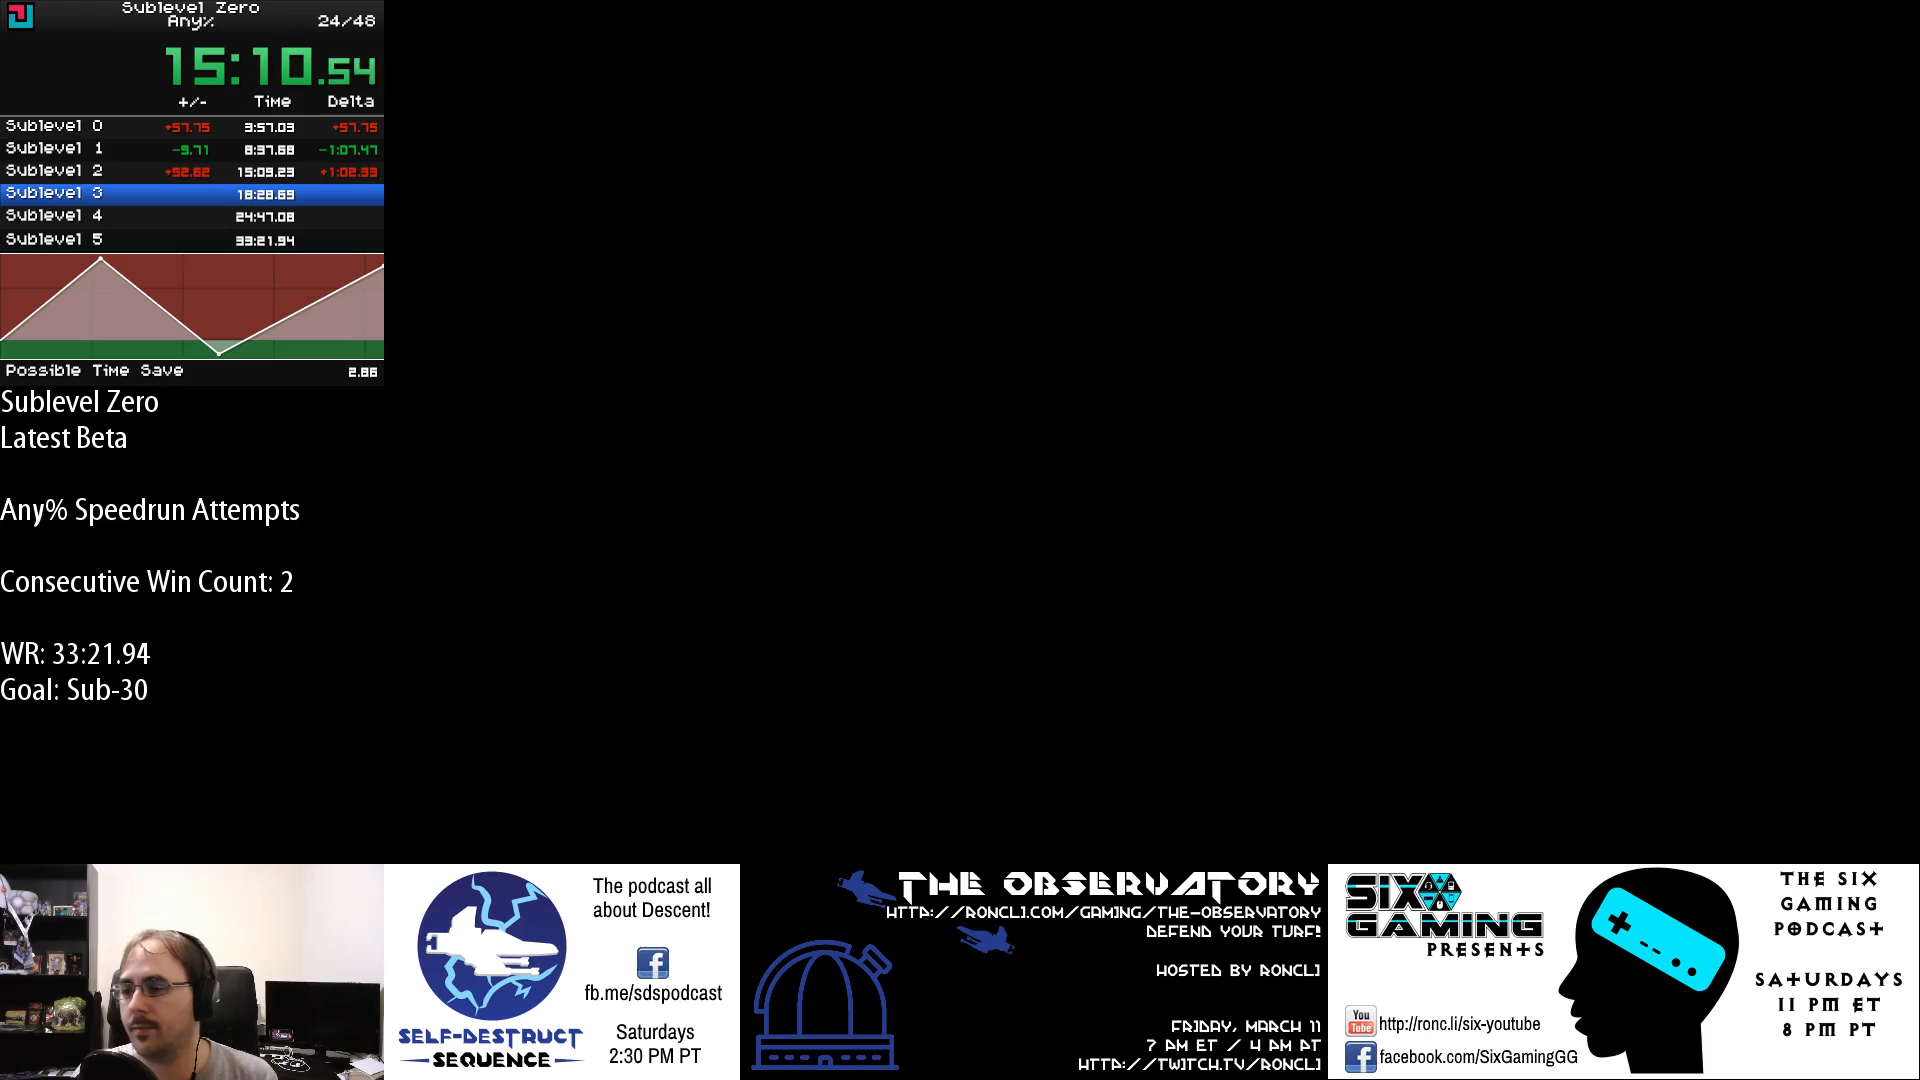 Sublevel Zero
Any%
24/48
15:10.54
+/- Time Delta
Sublevel 0 +57.75 3:57.03 +57.75
Sublevel 1 -9.71 8:37.68 -1:07.47
Sublevel 2 +52.62 15:09.23 +1:02.33
Sublevel 3 18:28.69
Sublevel 4 24:47.08
Sublevel 5 33:21.94
Possible Time Save 2.86
Sublevel Zero
Latest Beta
Any% Speedrun Attempts
Consecutive Win Count: 2
WR: 33:21.94
Goal: Sub-30
SELF-DESTRUCT
SEQUENCE
The podcast all
about Descent!
fb.me/sdspodcast
Saturdays
2:30 PM PT
THE OBSERVATORY
HTTP://RONCLI.COM/GAMING/THE-OBSERVATORY
DEFEND YOUR TURF!
HOSTED BY RONCLI
FRIDAY, MARCH 11
7 PM ET / 4 PM PT
HTTP://TWITCH.TV/RONCLI
SIX
GAMING
PRESENTS
You
Tube
http://ronc.li/six-youtube
facebook.com/SixGamingGG
THE SIX
GAMING
PODCAST
SATURDAYS
11 PM ET
8 PM PT